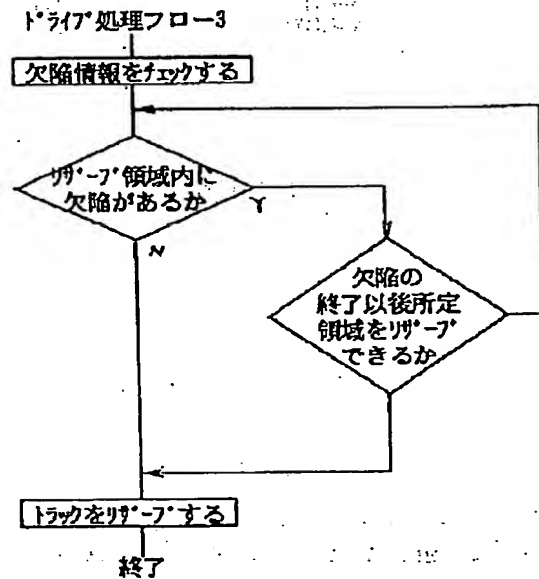 ドライブ処理フロー3
欠陥情報をチェックする
リザーブ領域内に
欠陥があるか
Y
N
欠陥の
終了以後所定
領域をリザーブ
できるか
トラックをリザーブする
終了